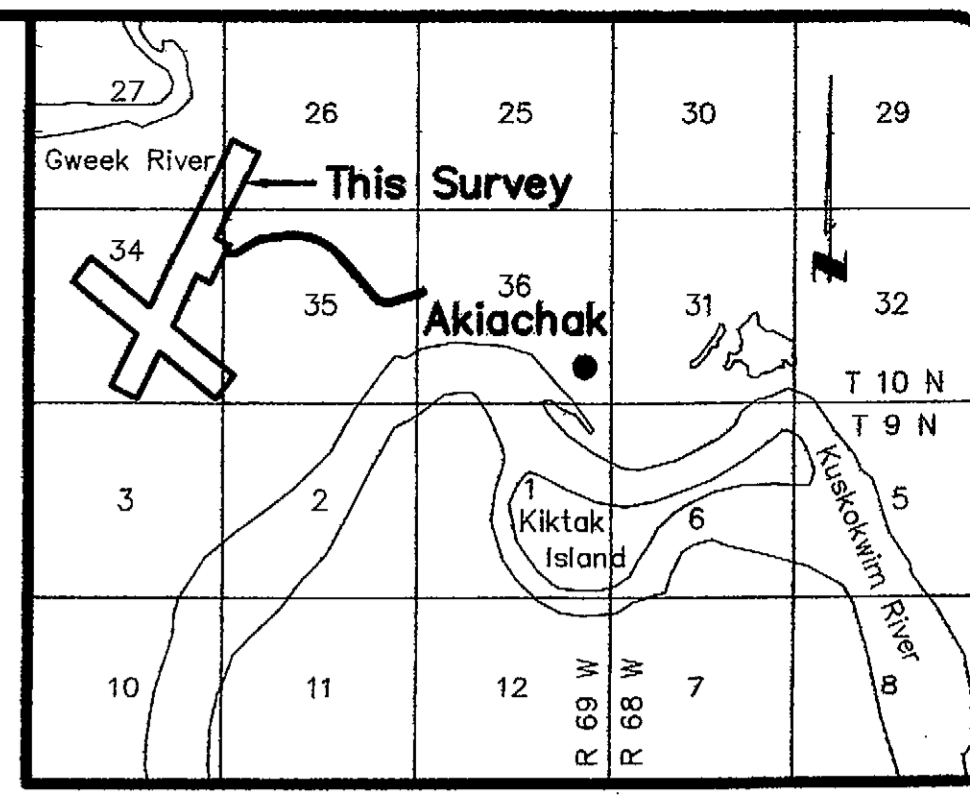 27
26
25
30
29
Gweek River
This Survey
34
35
36
31
32
Akiachak
T 10 N
T 9 N
3
2
1
Kiktak
Island
6
5
Kuskokwim River
10
11
12
7
8
R 69 W
R 68 W
N